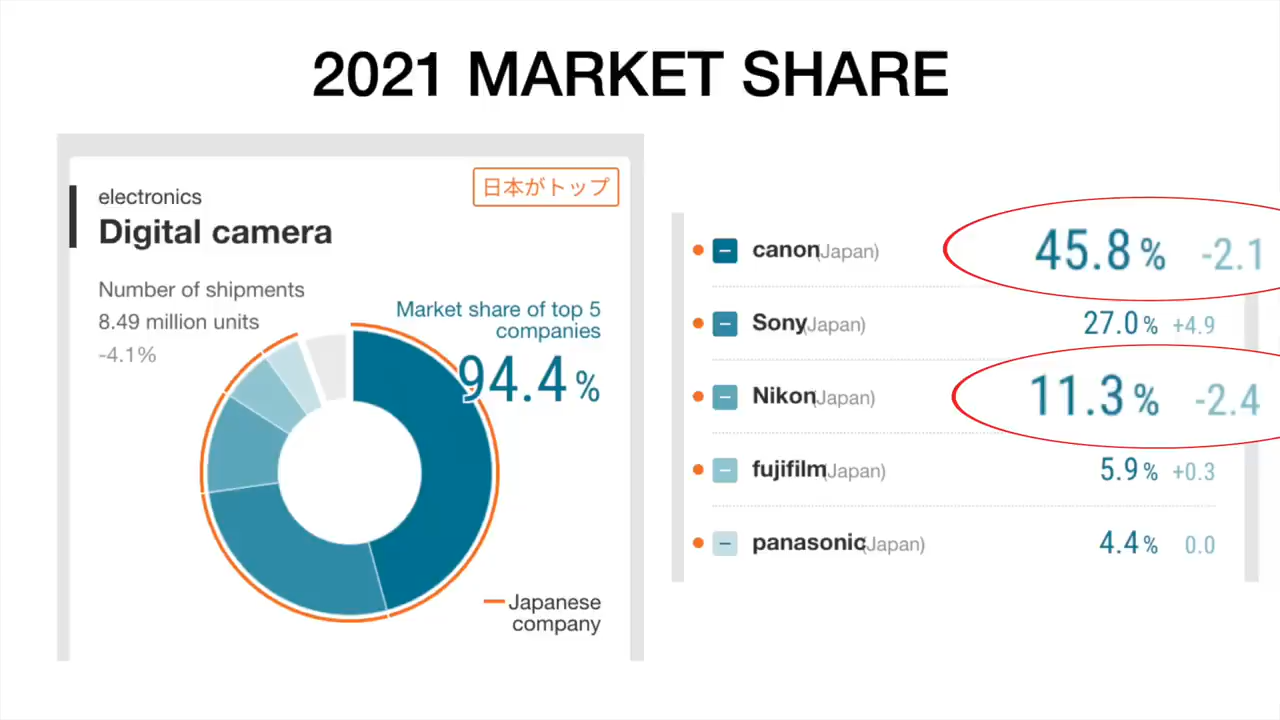 2021 MARKET SHARE
日本がトップ
electronics
Digital camera
Number of shipments
8.49 million units
-4.1%
Market share of top 5
companies
94.4 %
Japanese
company
canon(Japan) 45.8 % -2.1
Sony(Japan) 27.0 % +4.9
Nikon(Japan) 11.3 % -2.4
fujifilm(Japan) 5.9 % +0.3
panasonic(Japan) 4.4 % 0.0